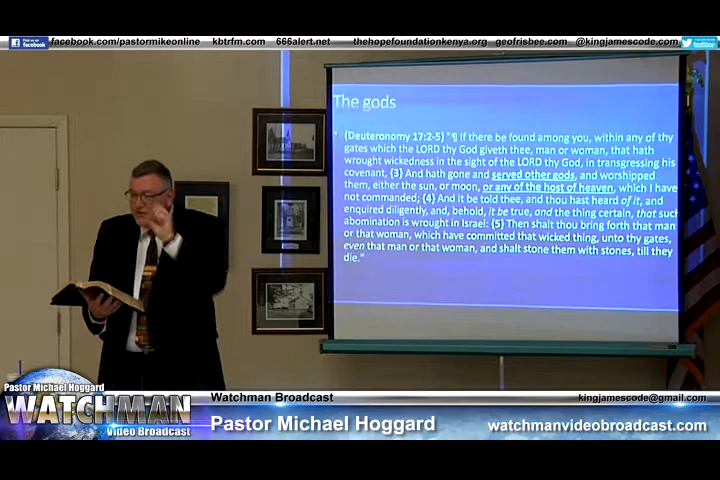 Find us on facebook
facebook.com/pastormikeonline kbtrfm.com 666alert.net thehopefoundationkenya.org geofrisbee.com @kingjamescode.com
twitter
The gods
(Deuteronomy 17:2-5) "¶ If there be found among you, within any of thy
gates which the LORD thy God giveth thee, man or woman, that hath
wrought wickedness in the sight of the LORD thy God, in transgressing his
covenant, (3) And hath gone and served other gods, and worshipped
them, either the sun, or moon, or any of the host of heaven, which I have
not commanded; (4) And it be told thee, and thou hast heard of it, and
enquired diligently, and, behold, it be true, and the thing certain, that such
abomination is wrought in Israel: (5) Then shalt thou bring forth that man
or that woman, which have committed that wicked thing, unto thy gates,
even that man or that woman, and shalt stone them with stones, till they
die."
Pastor Michael Hoggard
WATCHMAN
Video Broadcast
Watchman Broadcast kingjamescode@gmail.com
Pastor Michael Hoggard watchmanvideobroadcast.com